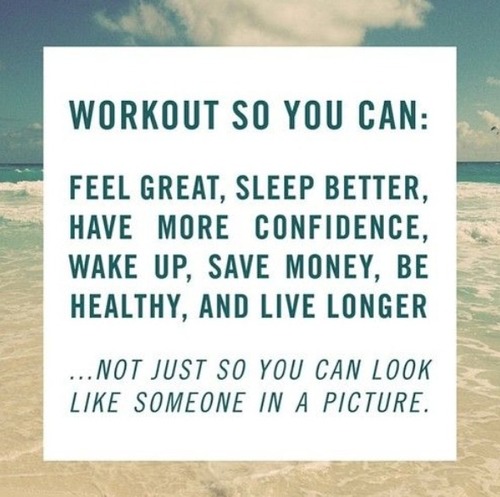 WORKOUT SO YOU CAN:
FEEL GREAT, SLEEP BETTER,
HAVE MORE CONFIDENCE,
WAKE UP, SAVE MONEY, BE
HEALTHY, AND LIVE LONGER
...NOT JUST SO YOU CAN LOOK
LIKE SOMEONE IN A PICTURE.